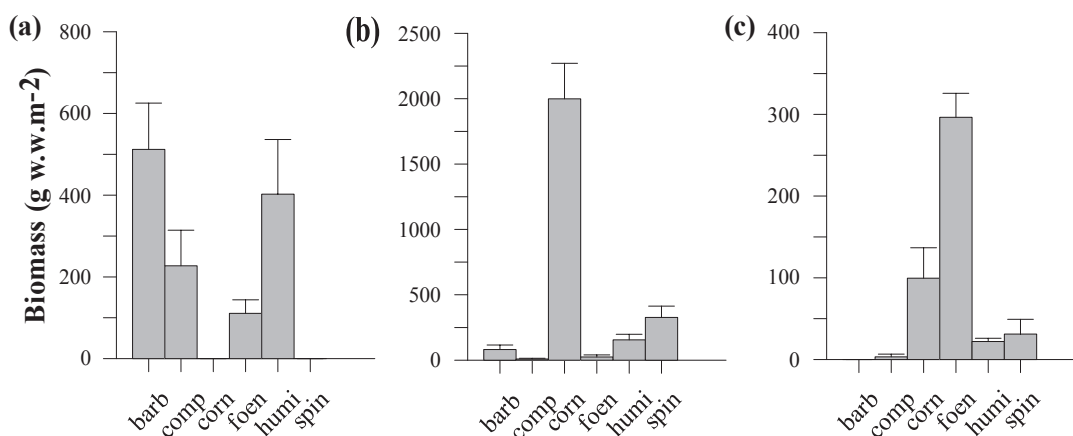 (a)
Biomass (g w.w.m-2)
800
600
400
200
0
barb
comp
corn
foen
humi
spin
(b)
2500
2000
1500
1000
500
0
barb
comp
corn
foen
humi
spin
(c)
400
300
200
100
0
barb
comp
corn
foen
humi
spin